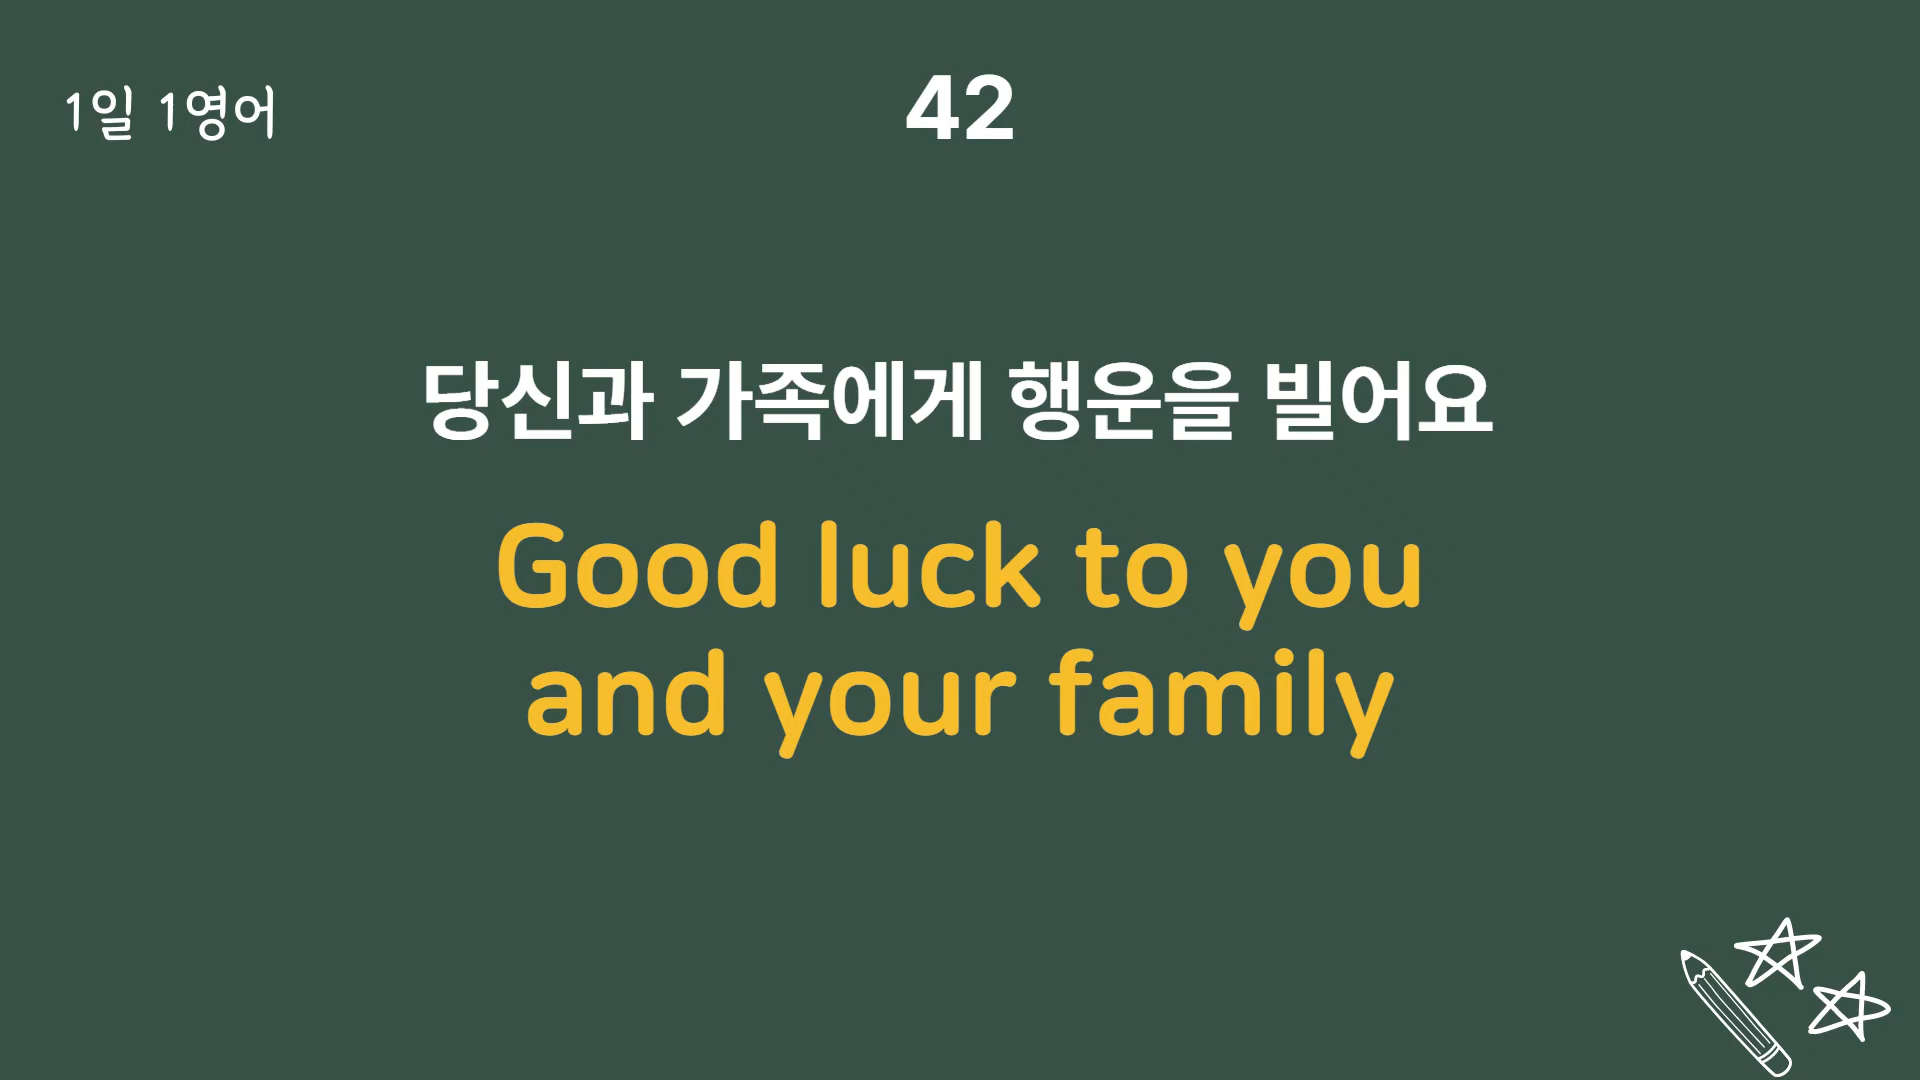 1일 1영어
42
당신과 가족에게 행운을 빌어요
Good luck to you
and your family